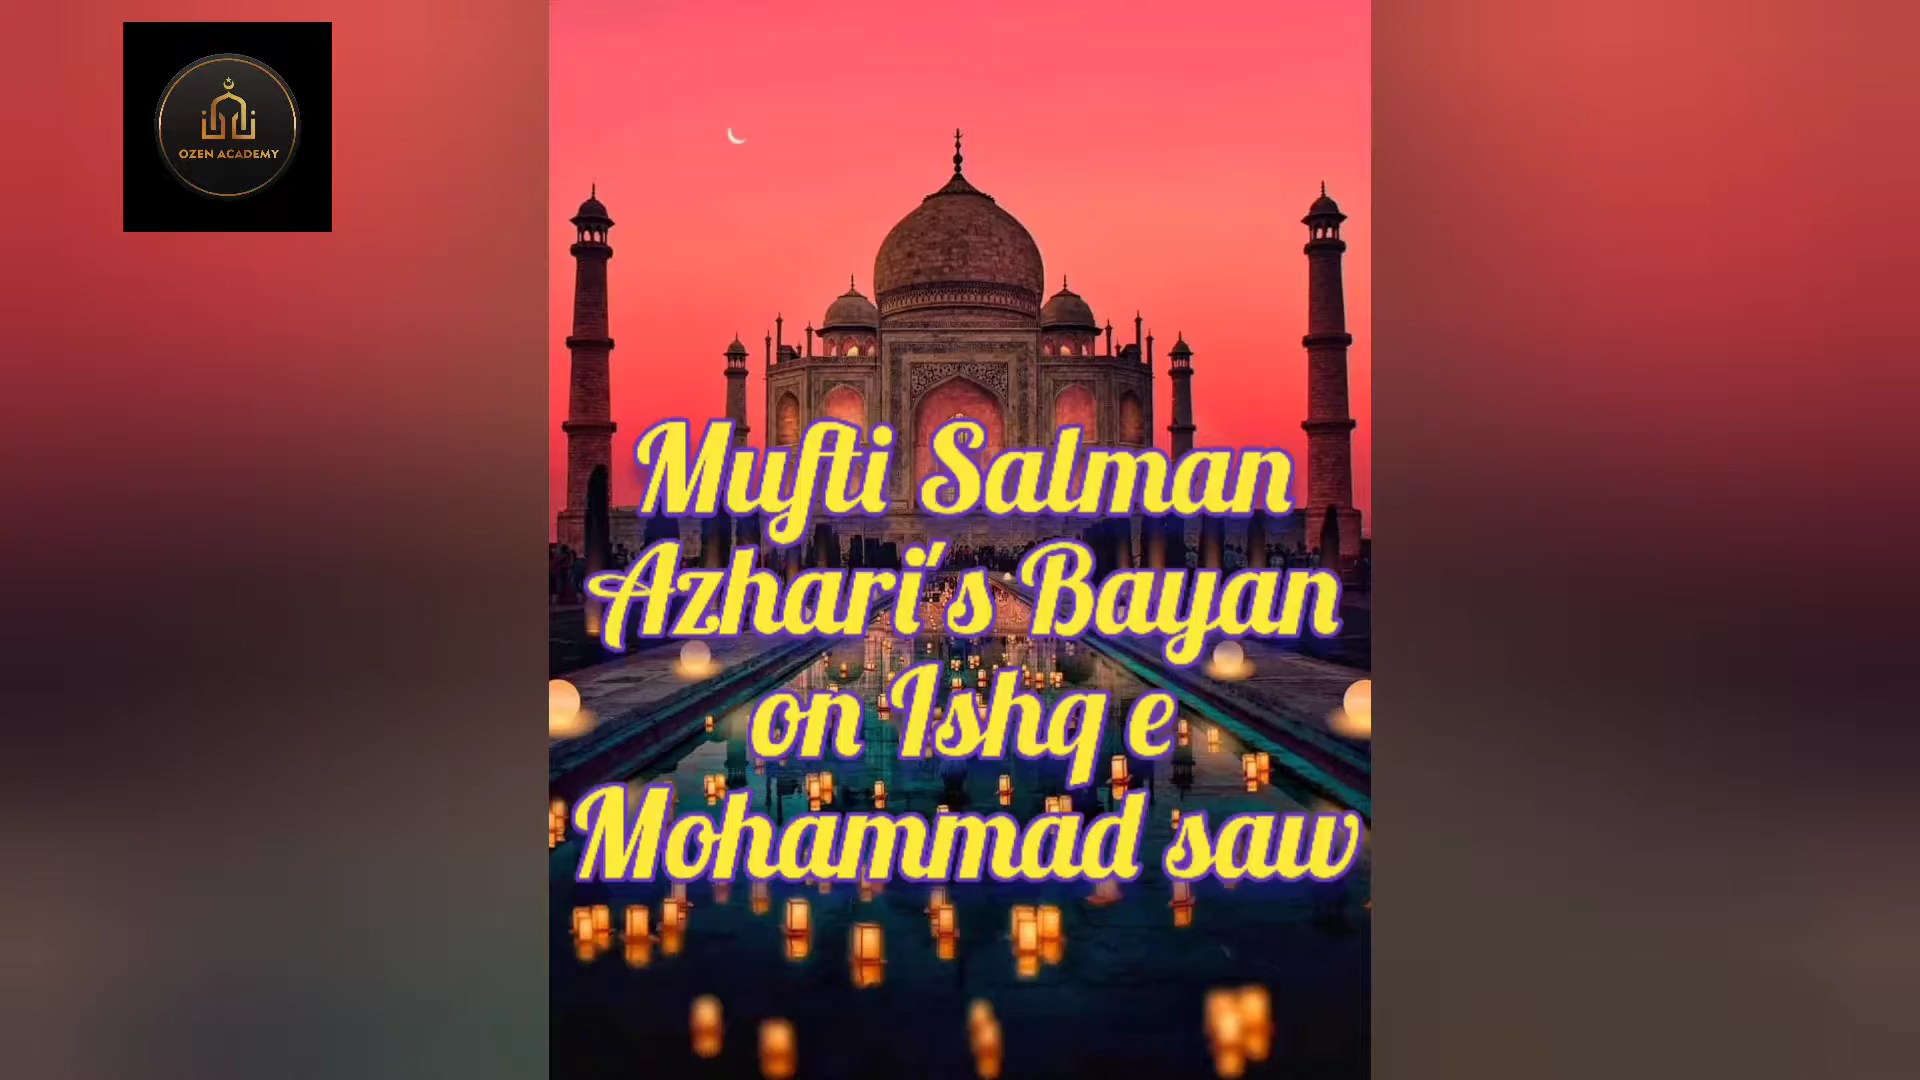 OZEN ACADEMY
Mufti Salman
Azhari's Bayan
on Ishq e
Mohammad saw